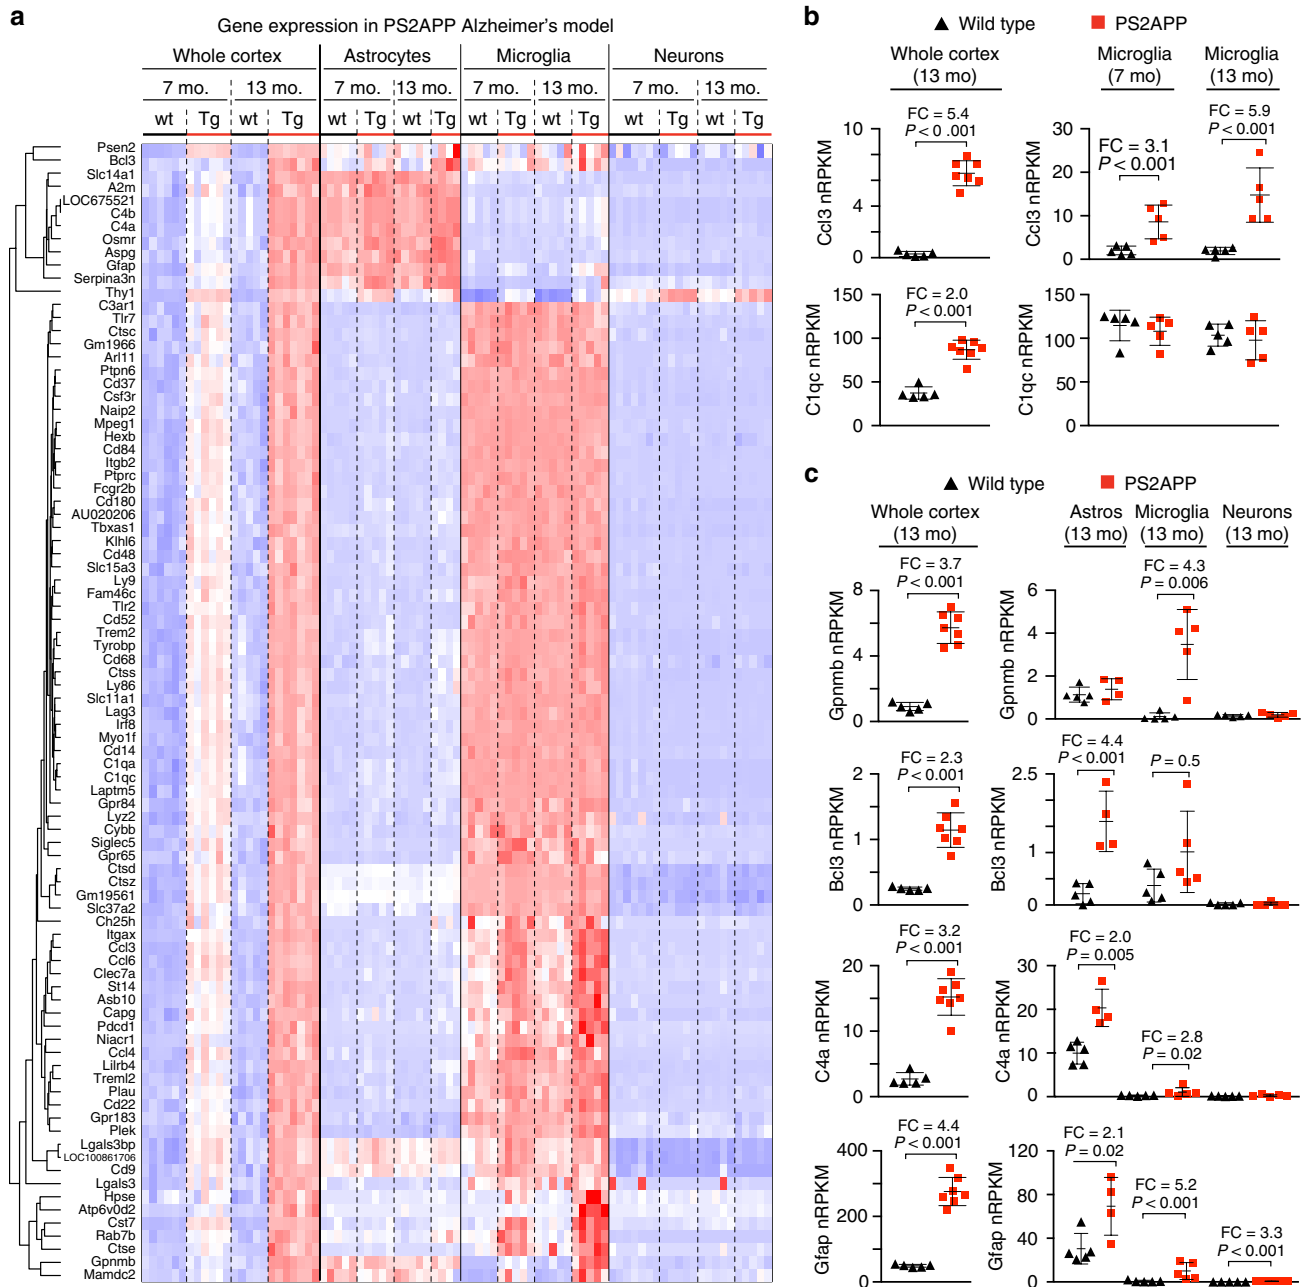 a
Gene expression in PS2APP Alzheimer's model
Whole cortex Astrocytes Microglia Neurons
7 mo. 13 mo. 7 mo. 13 mo. 7 mo. 13 mo. 7 mo. 13 mo.
wt Tg wt Tg wt Tg wt Tg wt Tg wt Tg wt Tg wt Tg
Psen2
Bcl3
Slc14a1
A2m
LOC675521
C4b
C4a
Osmr
Aspg
Gfap
Serpina3n
Thy1
C3ar1
Tlr7
Ctsc
Gm1966
Arl11
Ptpn6
Cd37
Csf3r
Naip2
Mpeg1
Hexb
Cd84
Itgb2
Ptprc
Fcgr2b
Cd180
AU020206
Tbxas1
Klhl6
Cd48
Slc15a3
Ly9
Fam46c
Tlr2
Cd52
Trem2
Tyrobp
Cd68
Ctss
Ly86
Slc11a1
Lag3
Irf8
Myo1f
Cd14
C1qa
C1qc
Laptm5
Gpr84
Lyz2
Cybb
Siglec5
Gpr65
Ctsd
Ctsz
Gm19561
Slc37a2
Ch25h
Itgax
Ccl3
Ccl6
Clec7a
St14
Asb10
Capg
Pdcd1
Niacr1
Ccl4
Lilrb4
Treml2
Plau
Cd22
Gpr183
Plek
Lgals3bp
LOC100861706
Cd9
Lgals3
Hpse
Atp6v0d2
Cst7
Rab7b
Ctse
Gpnmb
Mamdc2
b
Wild type PS2APP
Whole cortex
(13 mo)
Microglia
(7 mo)
Microglia
(13 mo)
Ccl3 nRPKM
10
4
0
FC = 5.4
P < 0 .001
Ccl3 nRPKM
30
20
10
0
FC = 3.1
P < 0.001
FC = 5.9
P < 0.001
C1qc nRPKM
150
100
50
0
FC = 2.0
P < 0.001
C1qc nRPKM
150
100
50
0
c
Wild type PS2APP
Whole cortex
(13 mo)
Astros
(13 mo)
Microglia
(13 mo)
Neurons
(13 mo)
Gpnmb nRPKM
8
4
2
0
FC = 3.7
P < 0.001
Gpnmb nRPKM
6
4
2
0
FC = 4.3
P = 0.006
Bcl3 nRPKM
2
1
0
FC = 2.3
P < 0.001
Bcl3 nRPKM
2.5
1
0
FC = 4.4
P < 0.001
P = 0.5
C4a nRPKM
20
10
0
FC = 3.2
P < 0.001
C4a nRPKM
30
20
10
0
FC = 2.0
P = 0.005
FC = 2.8
P = 0.02
Gfap nRPKM
400
200
0
FC = 4.4
P < 0.001
Gfap nRPKM
120
80
40
0
FC = 2.1
P = 0.02
FC = 5.2
P < 0.001
FC = 3.3
P < 0.001